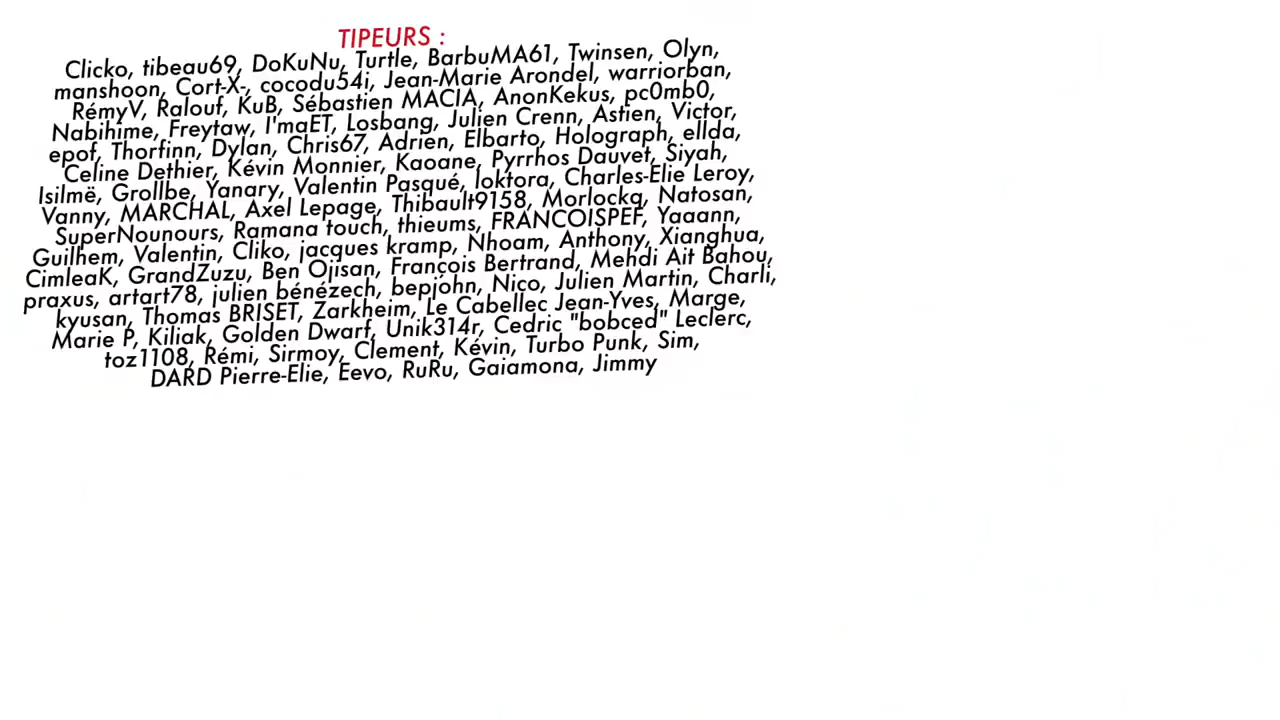 TIPEURS :
Clicko, tibeau69, DoKuNu, Turtle, BarbuMA61, Twinsen, Olyn,
manshoon, Cort-X-, cocodu54i, Jean-Marie Arondel, warriorban,
RémyV, Ralouf, KuB, Sébastien MACIA, AnonKekus, pc0mb0,
Nabihime, Freytaw, I'maET, Losbang, Julien Crenn, Astien, Victor,
epof, Thorfinn, Dylan, Chris67, Adrien, Elbarto, Holograph, ellda,
Celine Dethier, Kévin Monnier, Kaoane, Pyrrhos Dauvet, Siyah,
Isilmë, Grollbe, Yanary, Valentin Pasqué, loktora, Charles-Elie Leroy,
Vanny, MARCHAL, Axel Lepage, Thibault9158, Morlockq, Natosan,
SuperNounours, Ramana touch, thieums, FRANCOISPEF, Yaaann,
Guilhem, Valentin, Cliko, jacques kramp, Nhoam, Anthony, Xianghua,
CimleaK, GrandZuzu, Ben Ojisan, François Bertrand, Mehdi Ait Bahou,
praxus, artart78, julien bénézech, bepjohn, Nico, Julien Martin, Charli,
kyusan, Thomas BRISET, Zarkheim, Le Cabellec Jean-Yves, Marge,
Marie P, Kiliak, Golden Dwarf, Unik314r, Cedric "bobced" Leclerc,
toz1108, Rémi, Sirmoy, Clement, Kévin, Turbo Punk, Sim,
DARD Pierre-Elie, Eevo, RuRu, Gaiamona, Jimmy